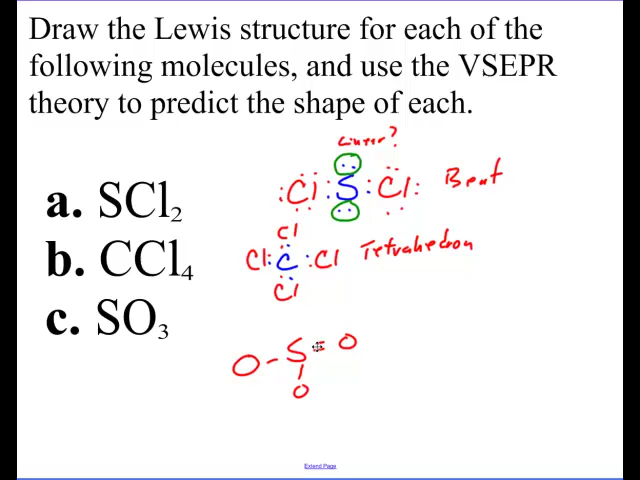 Draw the Lewis structure for each of the
following molecules, and use the VSEPR
theory to predict the shape of each.
Linear?
a. SCl2
:Cl:S:Cl: Bent
Cl
b. CCl4
Cl:C:Cl Tetrahedron
Cl
c. SO3
O-S=O
O
Extend Page